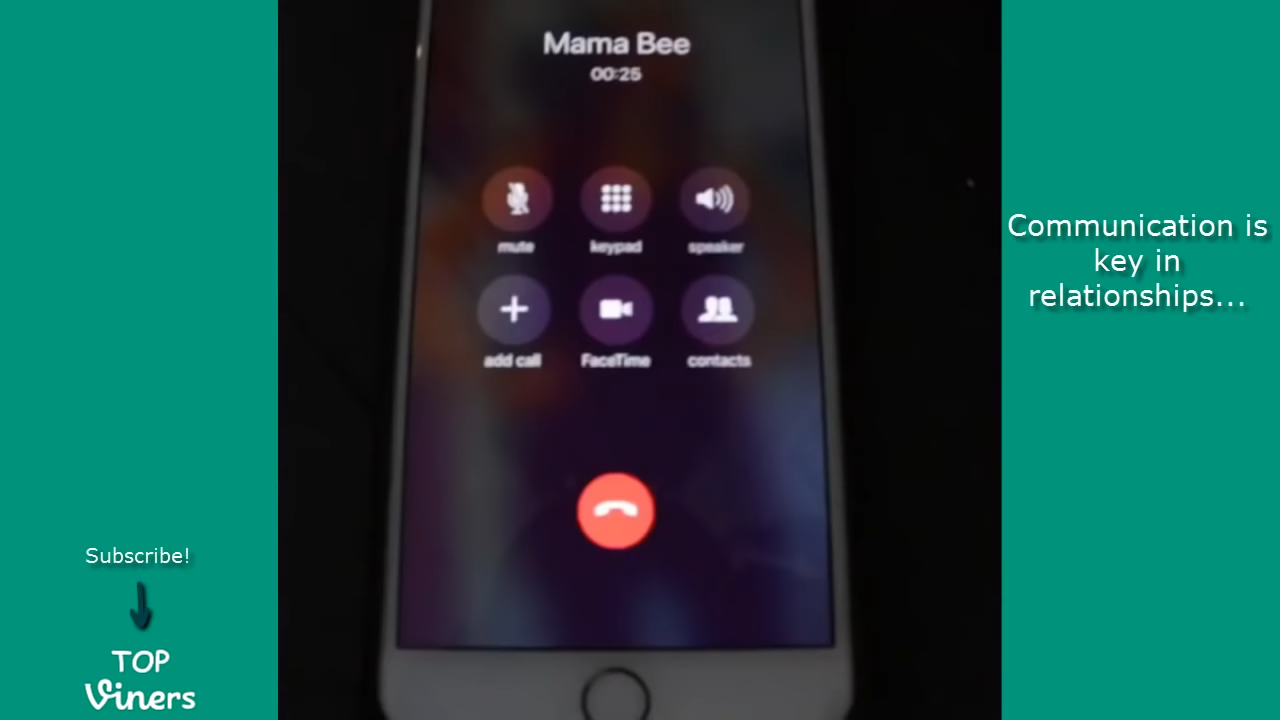 Mama Bee
00:25
mute keypad speaker
add call FaceTime contacts
Communication is
key in
relationships...
Subscribe!
TOP
Viners